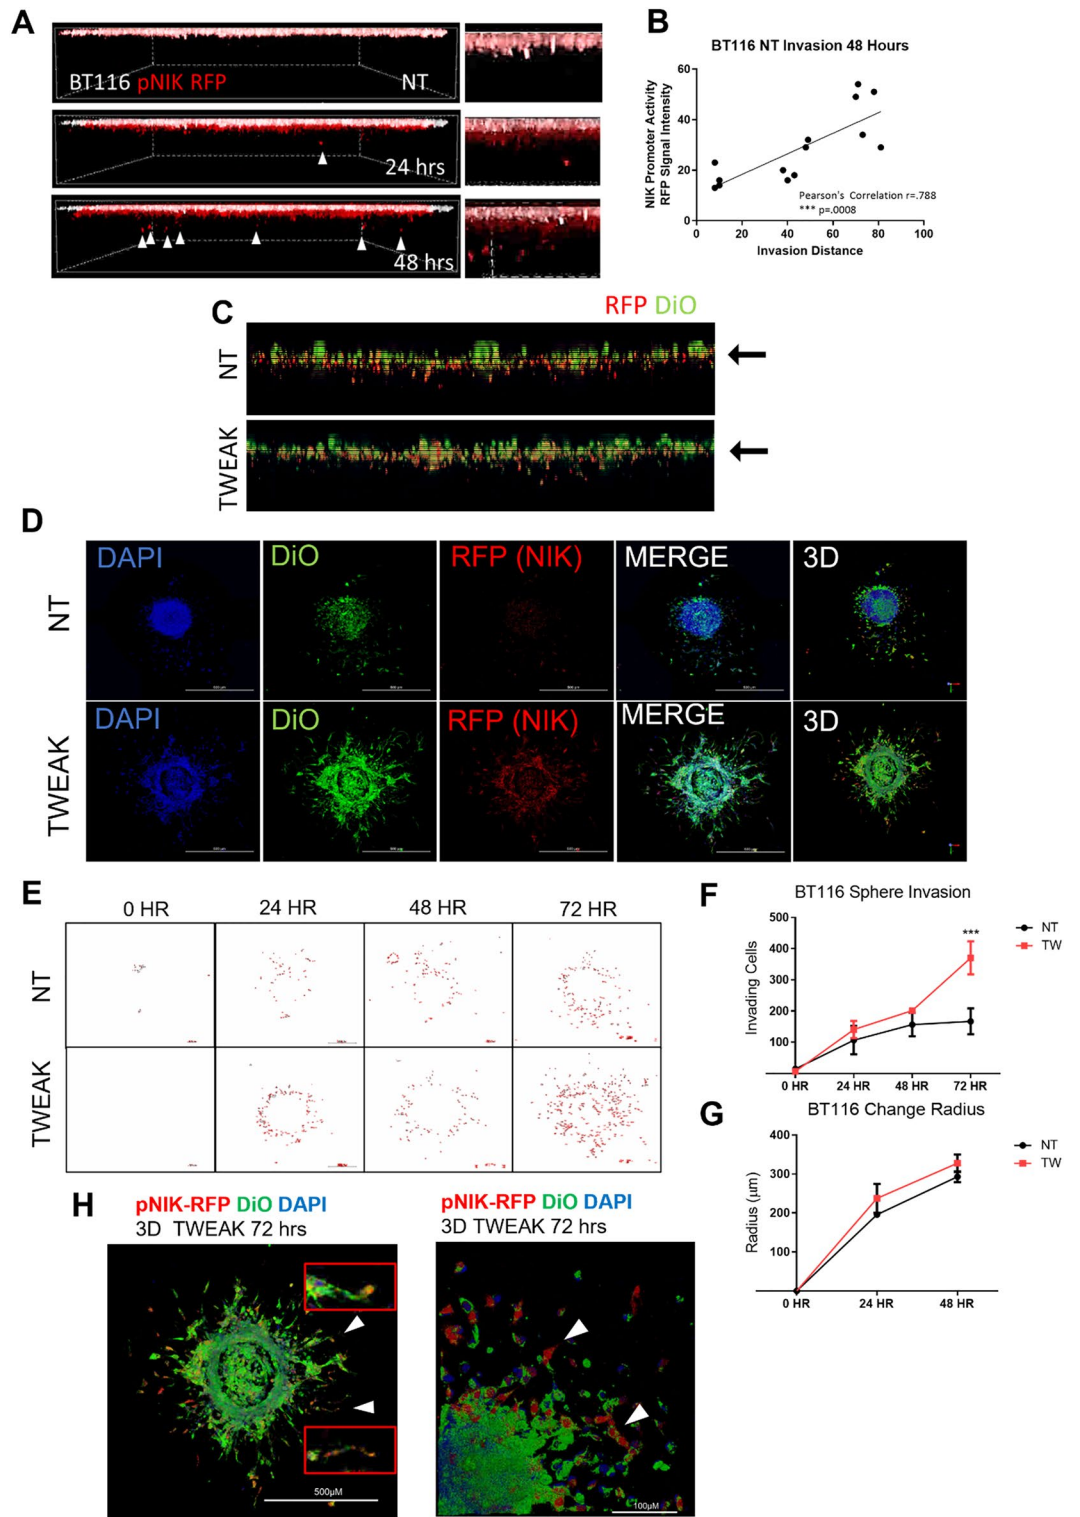 A
BT116 pNIK RFP
NT
24 hrs
48 hrs
B
BT116 NT Invasion 48 Hours
NIK Promoter Activity
RFP Signal Intensity
60
40
20
0
Pearson's Correlation r=.788
*** p=.0008
0 20 40 60 80 100
Invasion Distance
C
RFP DiO
NT
TWEAK
D
NT
DAPI
DiO
RFP (NIK)
MERGE
3D
TWEAK
DAPI
DiO
RFP (NIK)
MERGE
3D
E
0 HR
24 HR
48 HR
72 HR
NT
TWEAK
F
BT116 Sphere Invasion
Invading Cells
500
400
300
200
100
***
NT
TW
0 HR
24 HR
48 HR
72 HR
G
BT116 Change Radius
Radius (µm)
400
300
200
100
NT
TW
0 HR
24 HR
48 HR
H
pNIK-RFP DiO DAPI
3D TWEAK 72 hrs
500µM
pNIK-RFP DiO DAPI
3D TWEAK 72 hrs
100µM